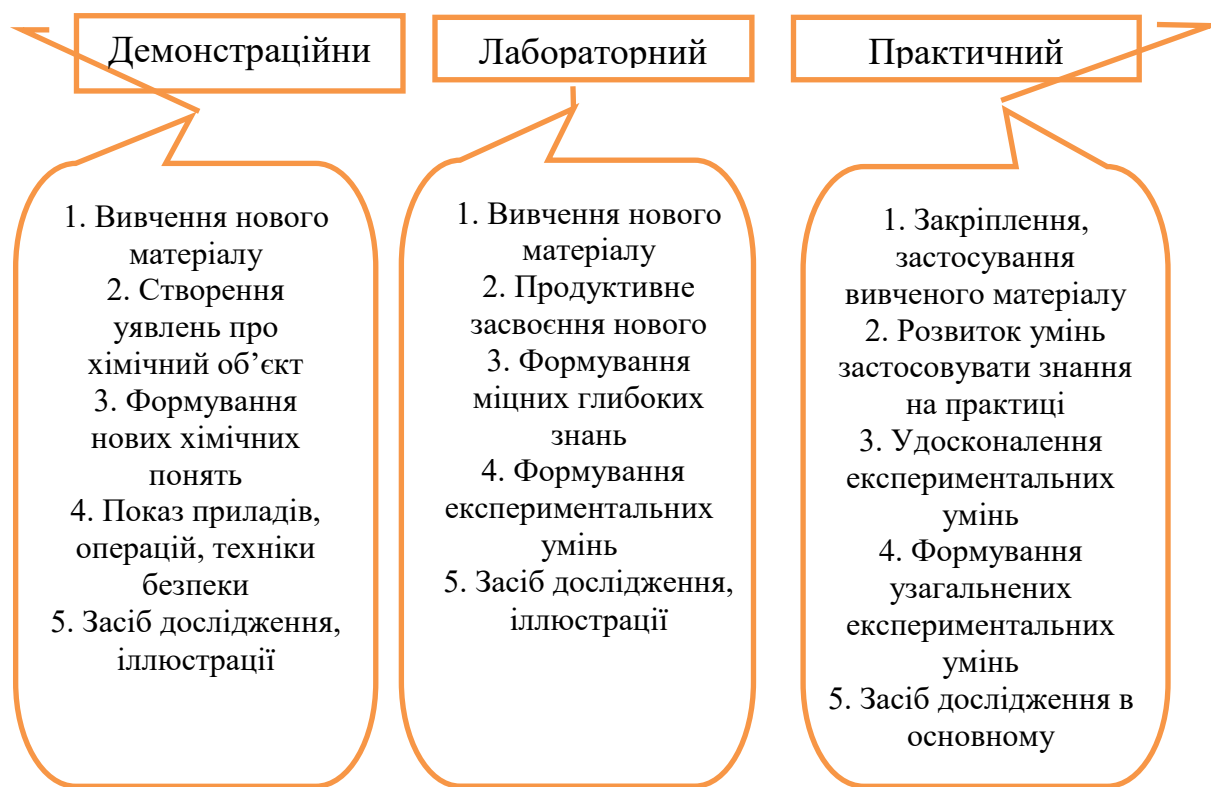 Демонстраційни
Лабораторний
Практичний
1. Вивчення нового
матеріалу
2. Створення
уявлень про
хімічний об’єкт
3. Формування
нових хімічних
понять
4. Показ приладів,
операцій, техніки
безпеки
5. Засіб дослідження,
іллюстрації
1. Вивчення нового
матеріалу
2. Продуктивне
засвоєння нового
3. Формування
міцних глибоких
знань
4. Формування
експериментальних
умінь
5. Засіб дослідження,
іллюстрації
1. Закріплення,
застосування
вивченого матеріалу
2. Розвиток умінь
застосовувати знання
на практиці
3. Удосконалення
експериментальних
умінь
4. Формування
узагальнених
експериментальних
умінь
5. Засіб дослідження в
основному